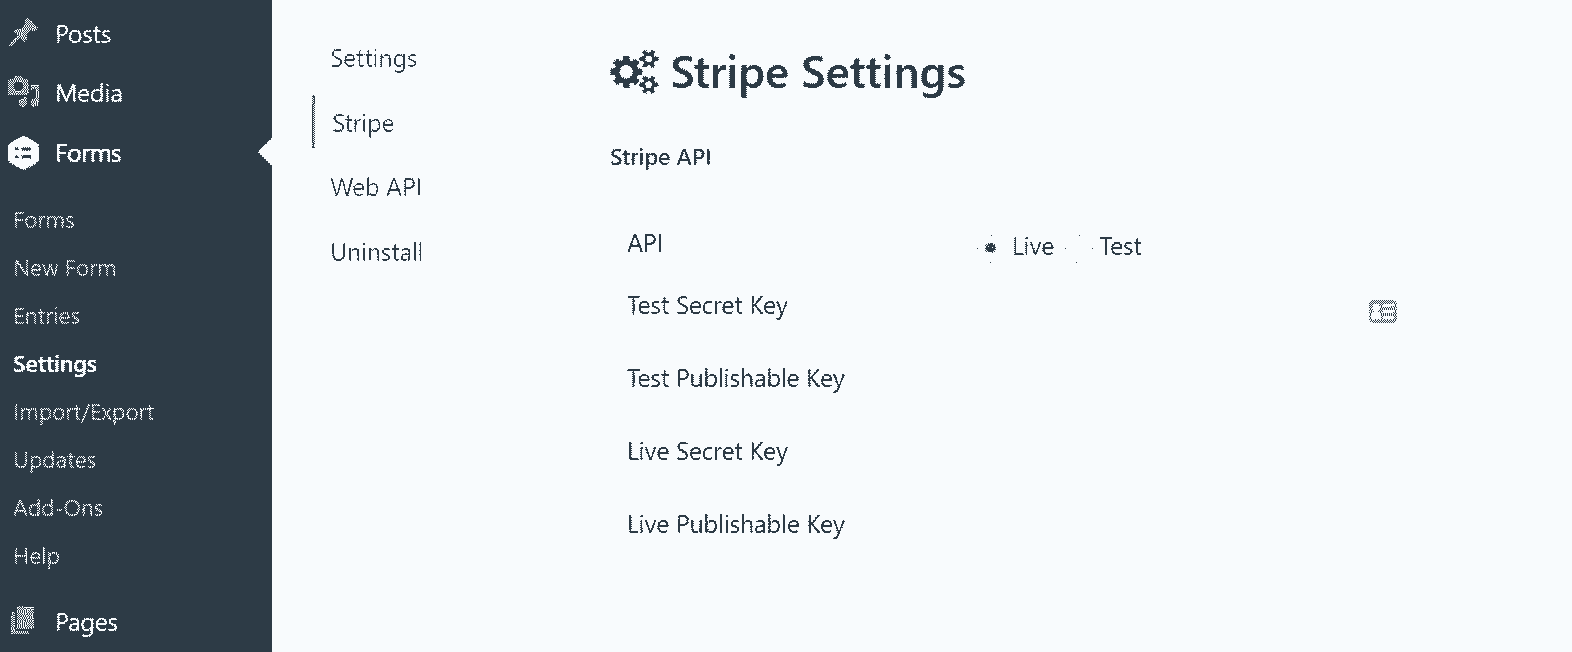 Posts
Media
Forms
Forms
New Form
Entries
Settings
Import/Export
Updates
Add-Ons
Help
Pages
Settings
Stripe
Web API
Uninstall
Stripe Settings
Stripe API
API
Live Test
Test Secret Key
Test Publishable Key
Live Secret Key
Live Publishable Key